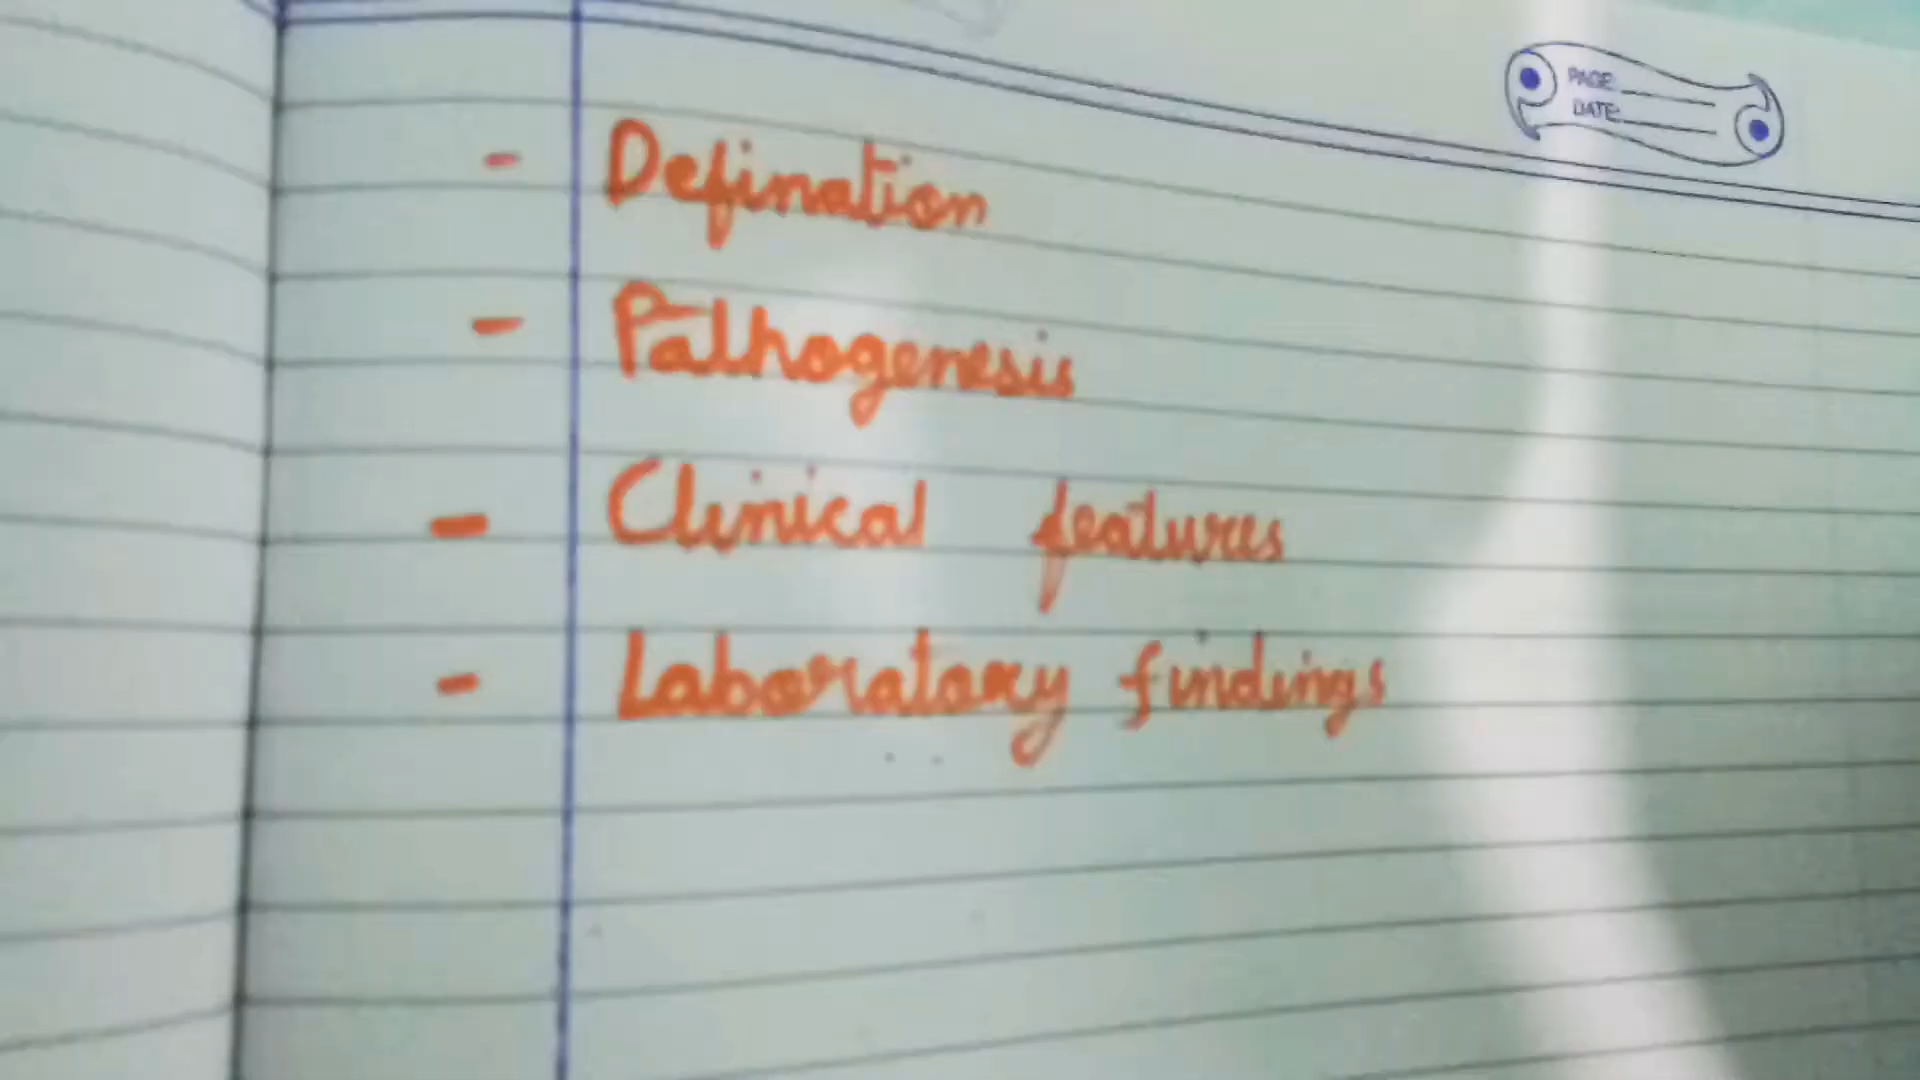 PAGE:
DATE:
- Defination
- Pathogenesis
- Clinical features
- Laboratory findings